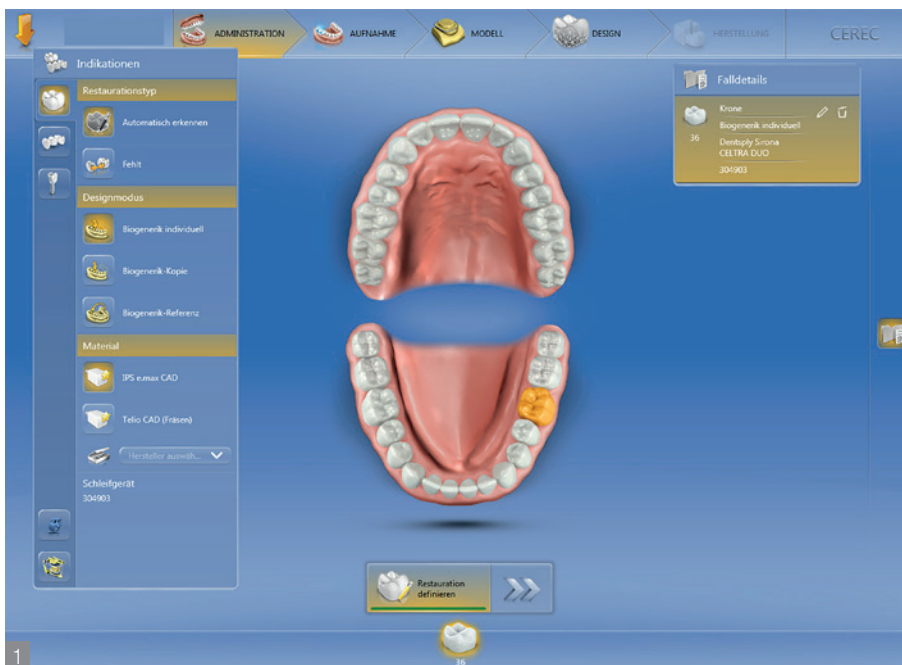 ADMINISTRATION
AUFNAHME
MODELL
DESIGN
HERSTELLUNG
CEREC
Indikationen
Restaurationstyp
Automatisch erkennen
Fehlt
Designmodus
Biogenerik individuell
Biogenerik-Kopie
Biogenerik-Referenz
Material
IPS e.max CAD
Telio CAD (Fräsen)
Hersteller auswäh...
Schleifgerät
304903
Falldetails
Krone
36
Biogenerik individuell
Dentsply Sirona
CELTRA DUO
304903
Restauration
definieren
36
1